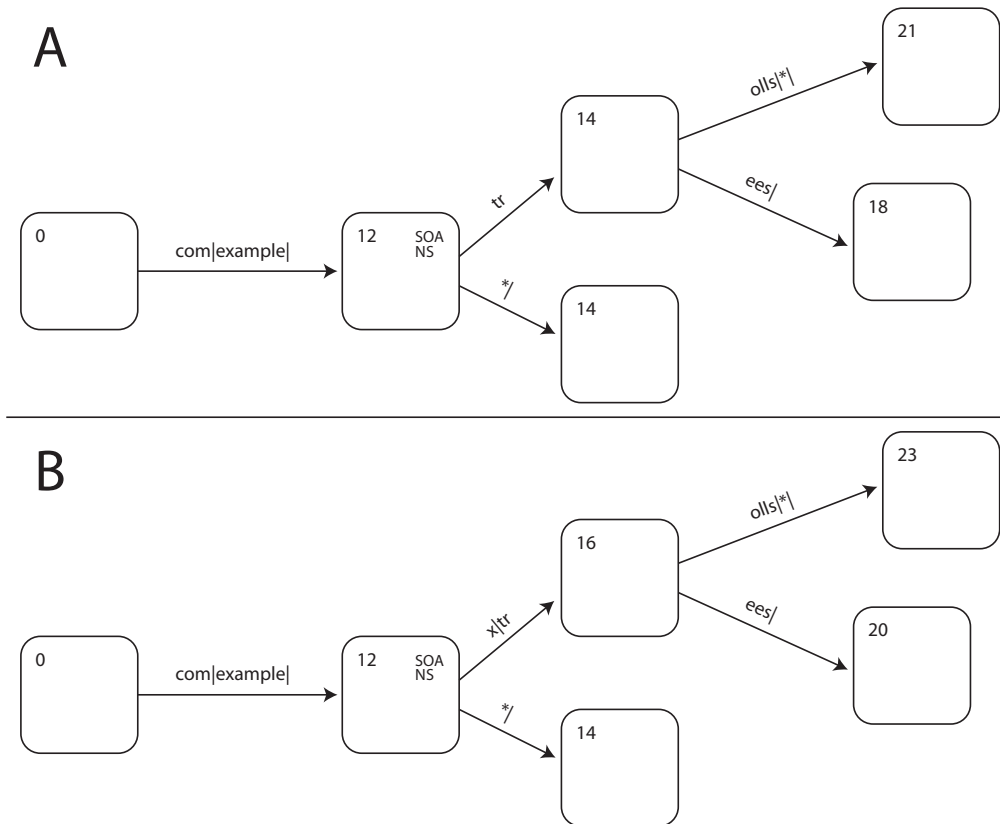 A
21
olls|*|
14
ees|
tr
18
0
12 SOA
NS
com|example|
*|
14
B
23
olls|*|
16
ees|
x|tr
20
0
12 SOA
NS
com|example|
*|
14